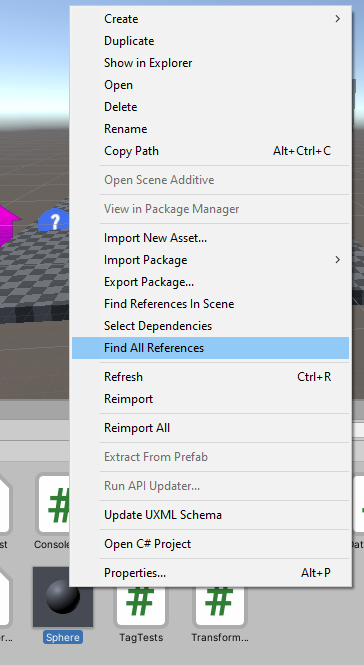 Create
Duplicate
Show in Explorer
Open
Delete
Rename
Copy Path Alt+Ctrl+C
Open Scene Additive
View in Package Manager
Import New Asset...
Import Package
Export Package...
Find References In Scene
Select Dependencies
Find All References
Refresh Ctrl+R
Reimport
Reimport All
Extract From Prefab
Run API Updater...
Update UXML Schema
Open C# Project
Properties... Alt+P
?
#
st Console
# #
er... Sphere TagTests Transform...